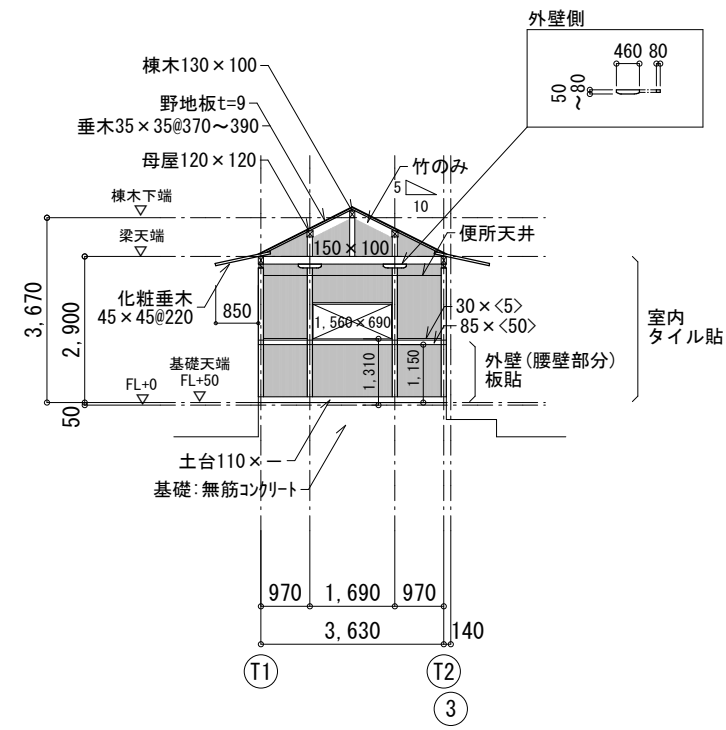 外壁側
460 80
50～80
棟木130×100
野地板t=9
垂木35×35@370～390
母屋120×120
竹のみ
5
10
棟木下端
梁天端
便所天井
150×100
化粧垂木
45×45@220
850
3,670
2,900
50
1,560×690
30×<5>
85×<50>
室内
タイル貼
外壁(腰壁部分)
板貼
1,310
1,150
基礎天端
FL+50
FL+0
土台110×―
基礎:無筋コンクリート
970 1,690 970
3,630 140
T1
T2
3